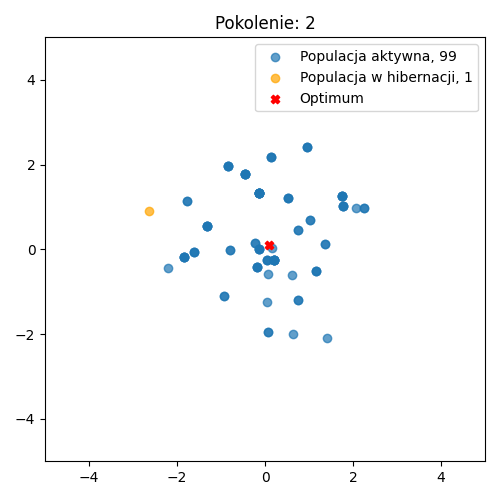 Pokolenie: 2
Populacja aktywna, 99
Populacja w hibernacji, 1
Optimum
4
2
0
−2
−4
−4 −2 0 2 4